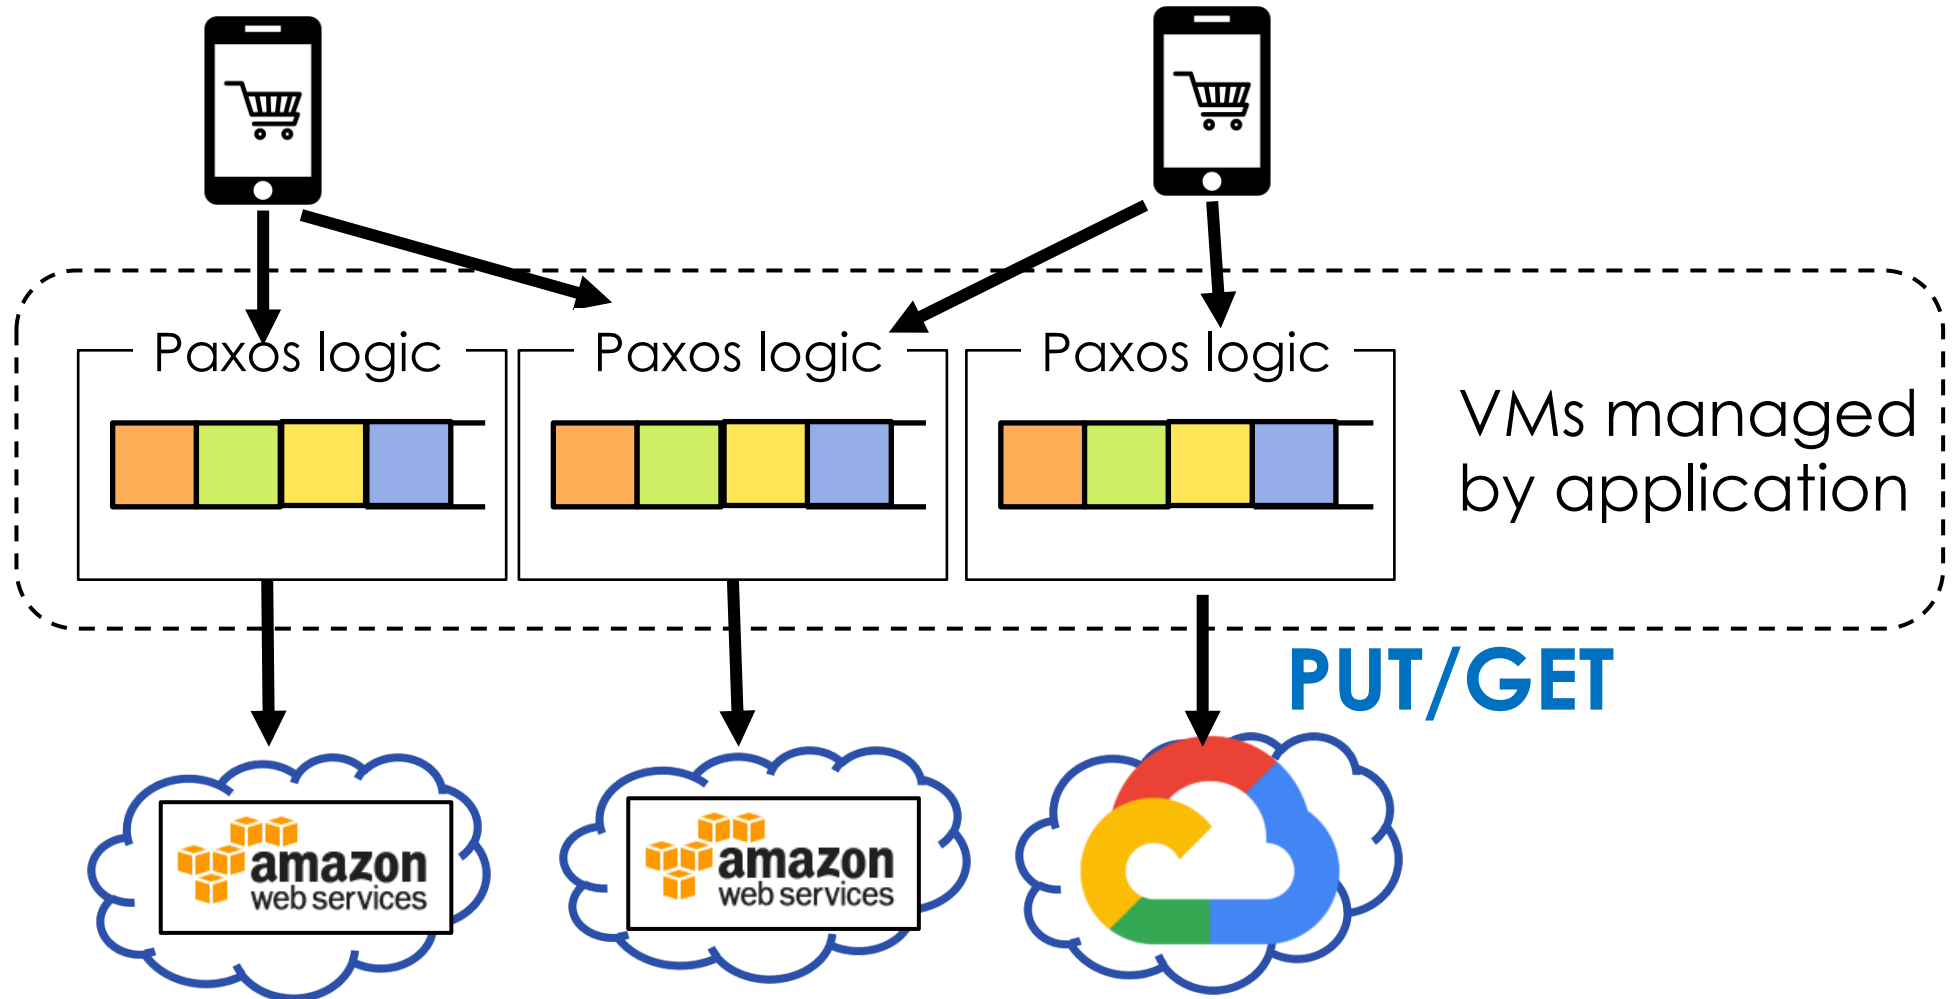 Paxos logic
Paxos logic
Paxos logic
VMs managed
by application
PUT/GET
amazon
web services
amazon
web services